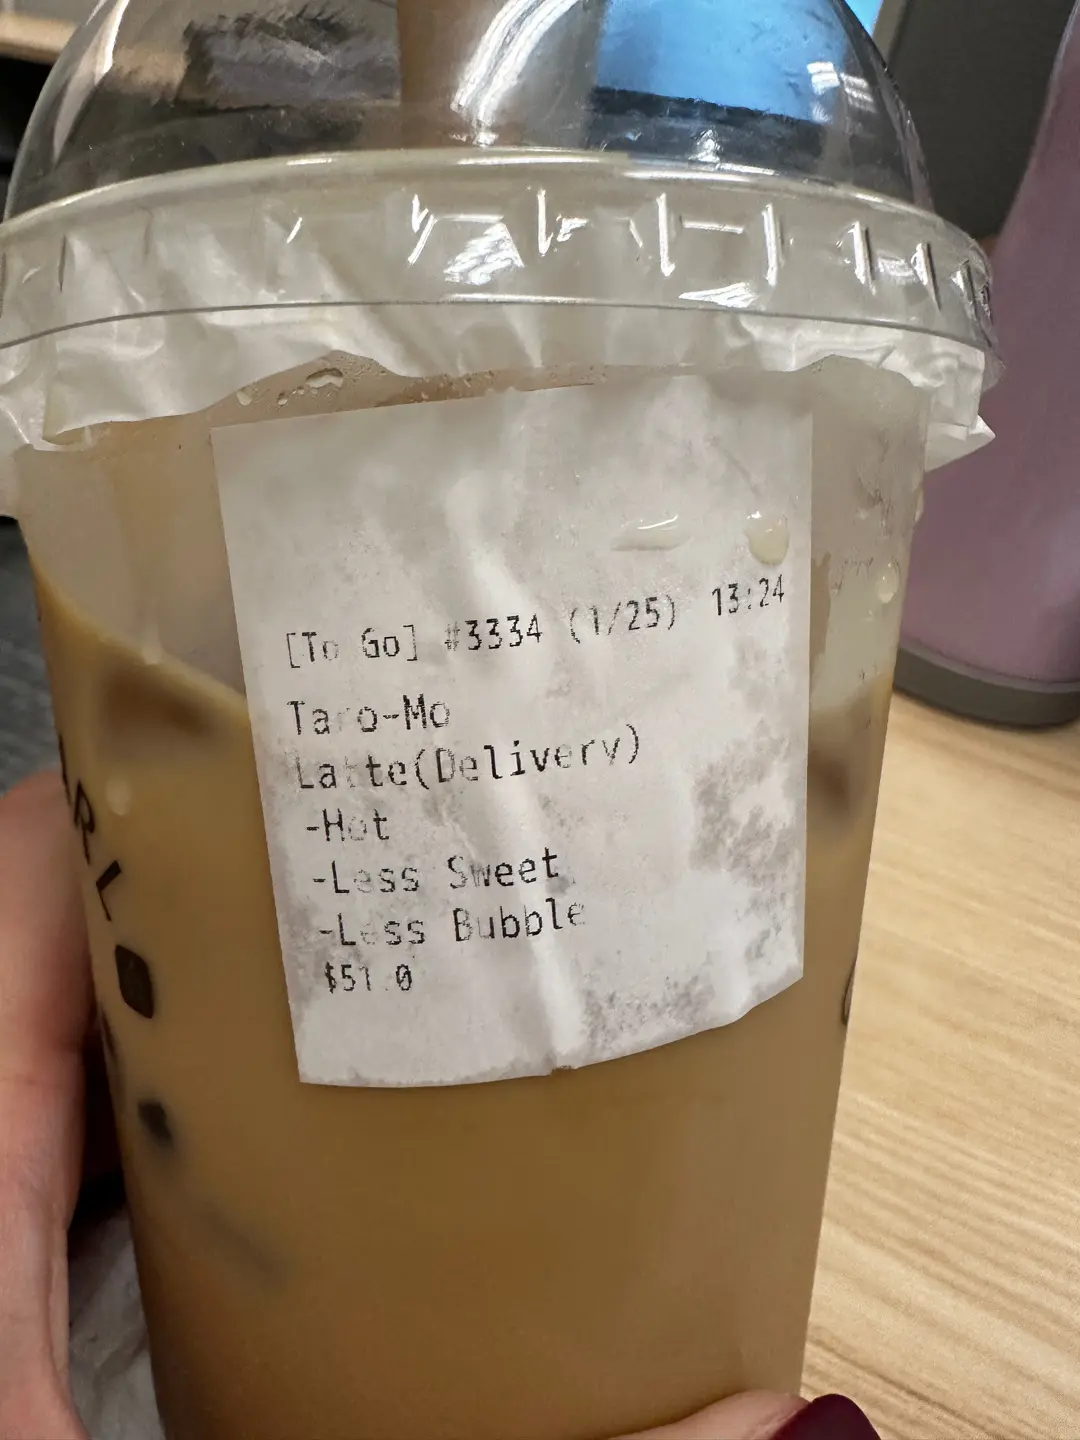 [To Go] #3334 (1/25) 13:24
Taro-Mo
Latte(Delivery)
-Hot
-Less Sweet
-Less Bubble
$51.0